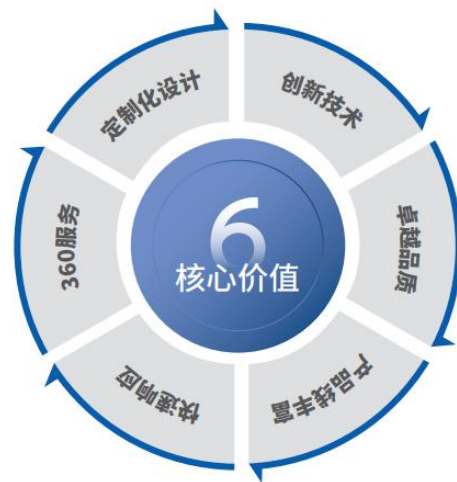 6
核心价值
创新技术
卓越品质
产品线丰富
快速响应
360服务
定制化设计